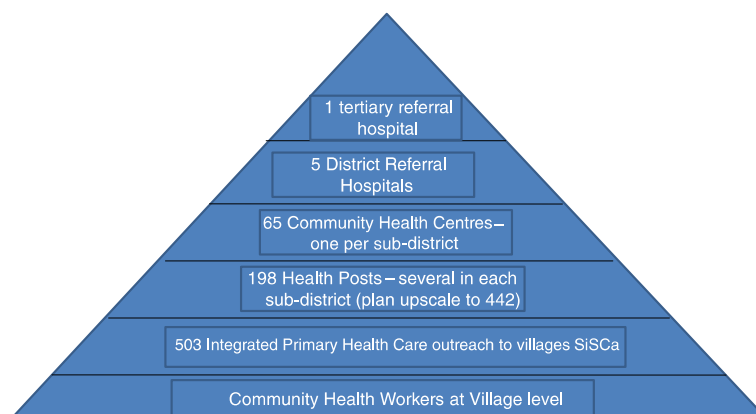 1 tertiary referral
hospital
5 District Referral
Hospitals
65 Community Health Centres–
one per sub-district
198 Health Posts – several in each
sub-district (plan upscale to 442)
503 Integrated Primary Health Care outreach to villages SiSCa
Community Health Workers at Village level